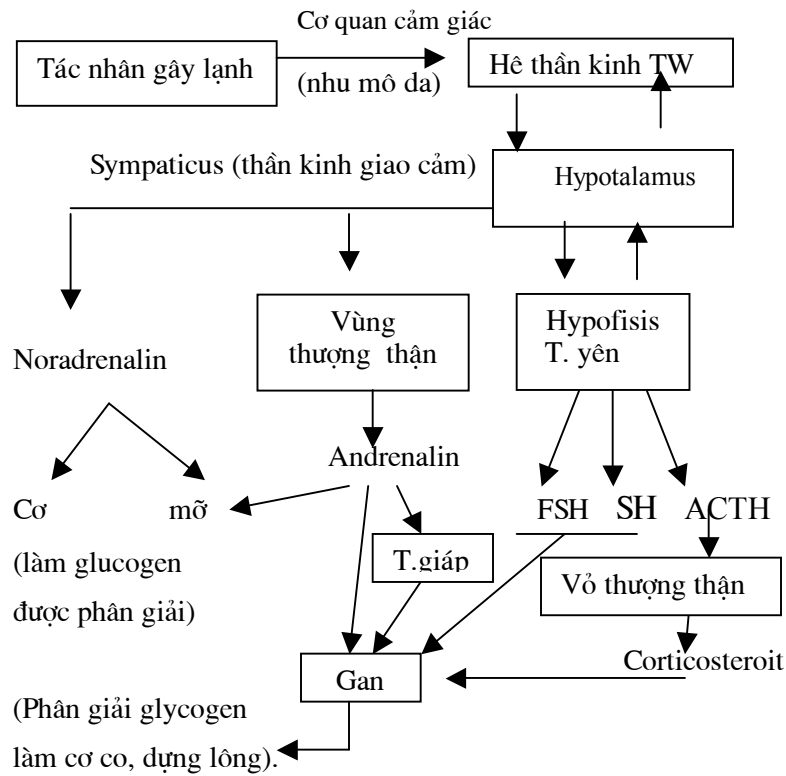 Cơ quan cảm giác
Tác nhân gây lạnh
(nhu mô da)
Hê thần kinh TW
Sympaticus (thần kinh giao cảm)
Hypotalamus
Vùng
thượng thận
Hypofisis
T. yên
Noradrenalin
Andrenalin
Cơ
mỡ
FSH
SH
ACTH
(làm glucogen
được phân giải)
T.giáp
Vỏ thượng thận
Corticosteroit
Gan
(Phân giải glycogen
làm cơ co, dựng lông).